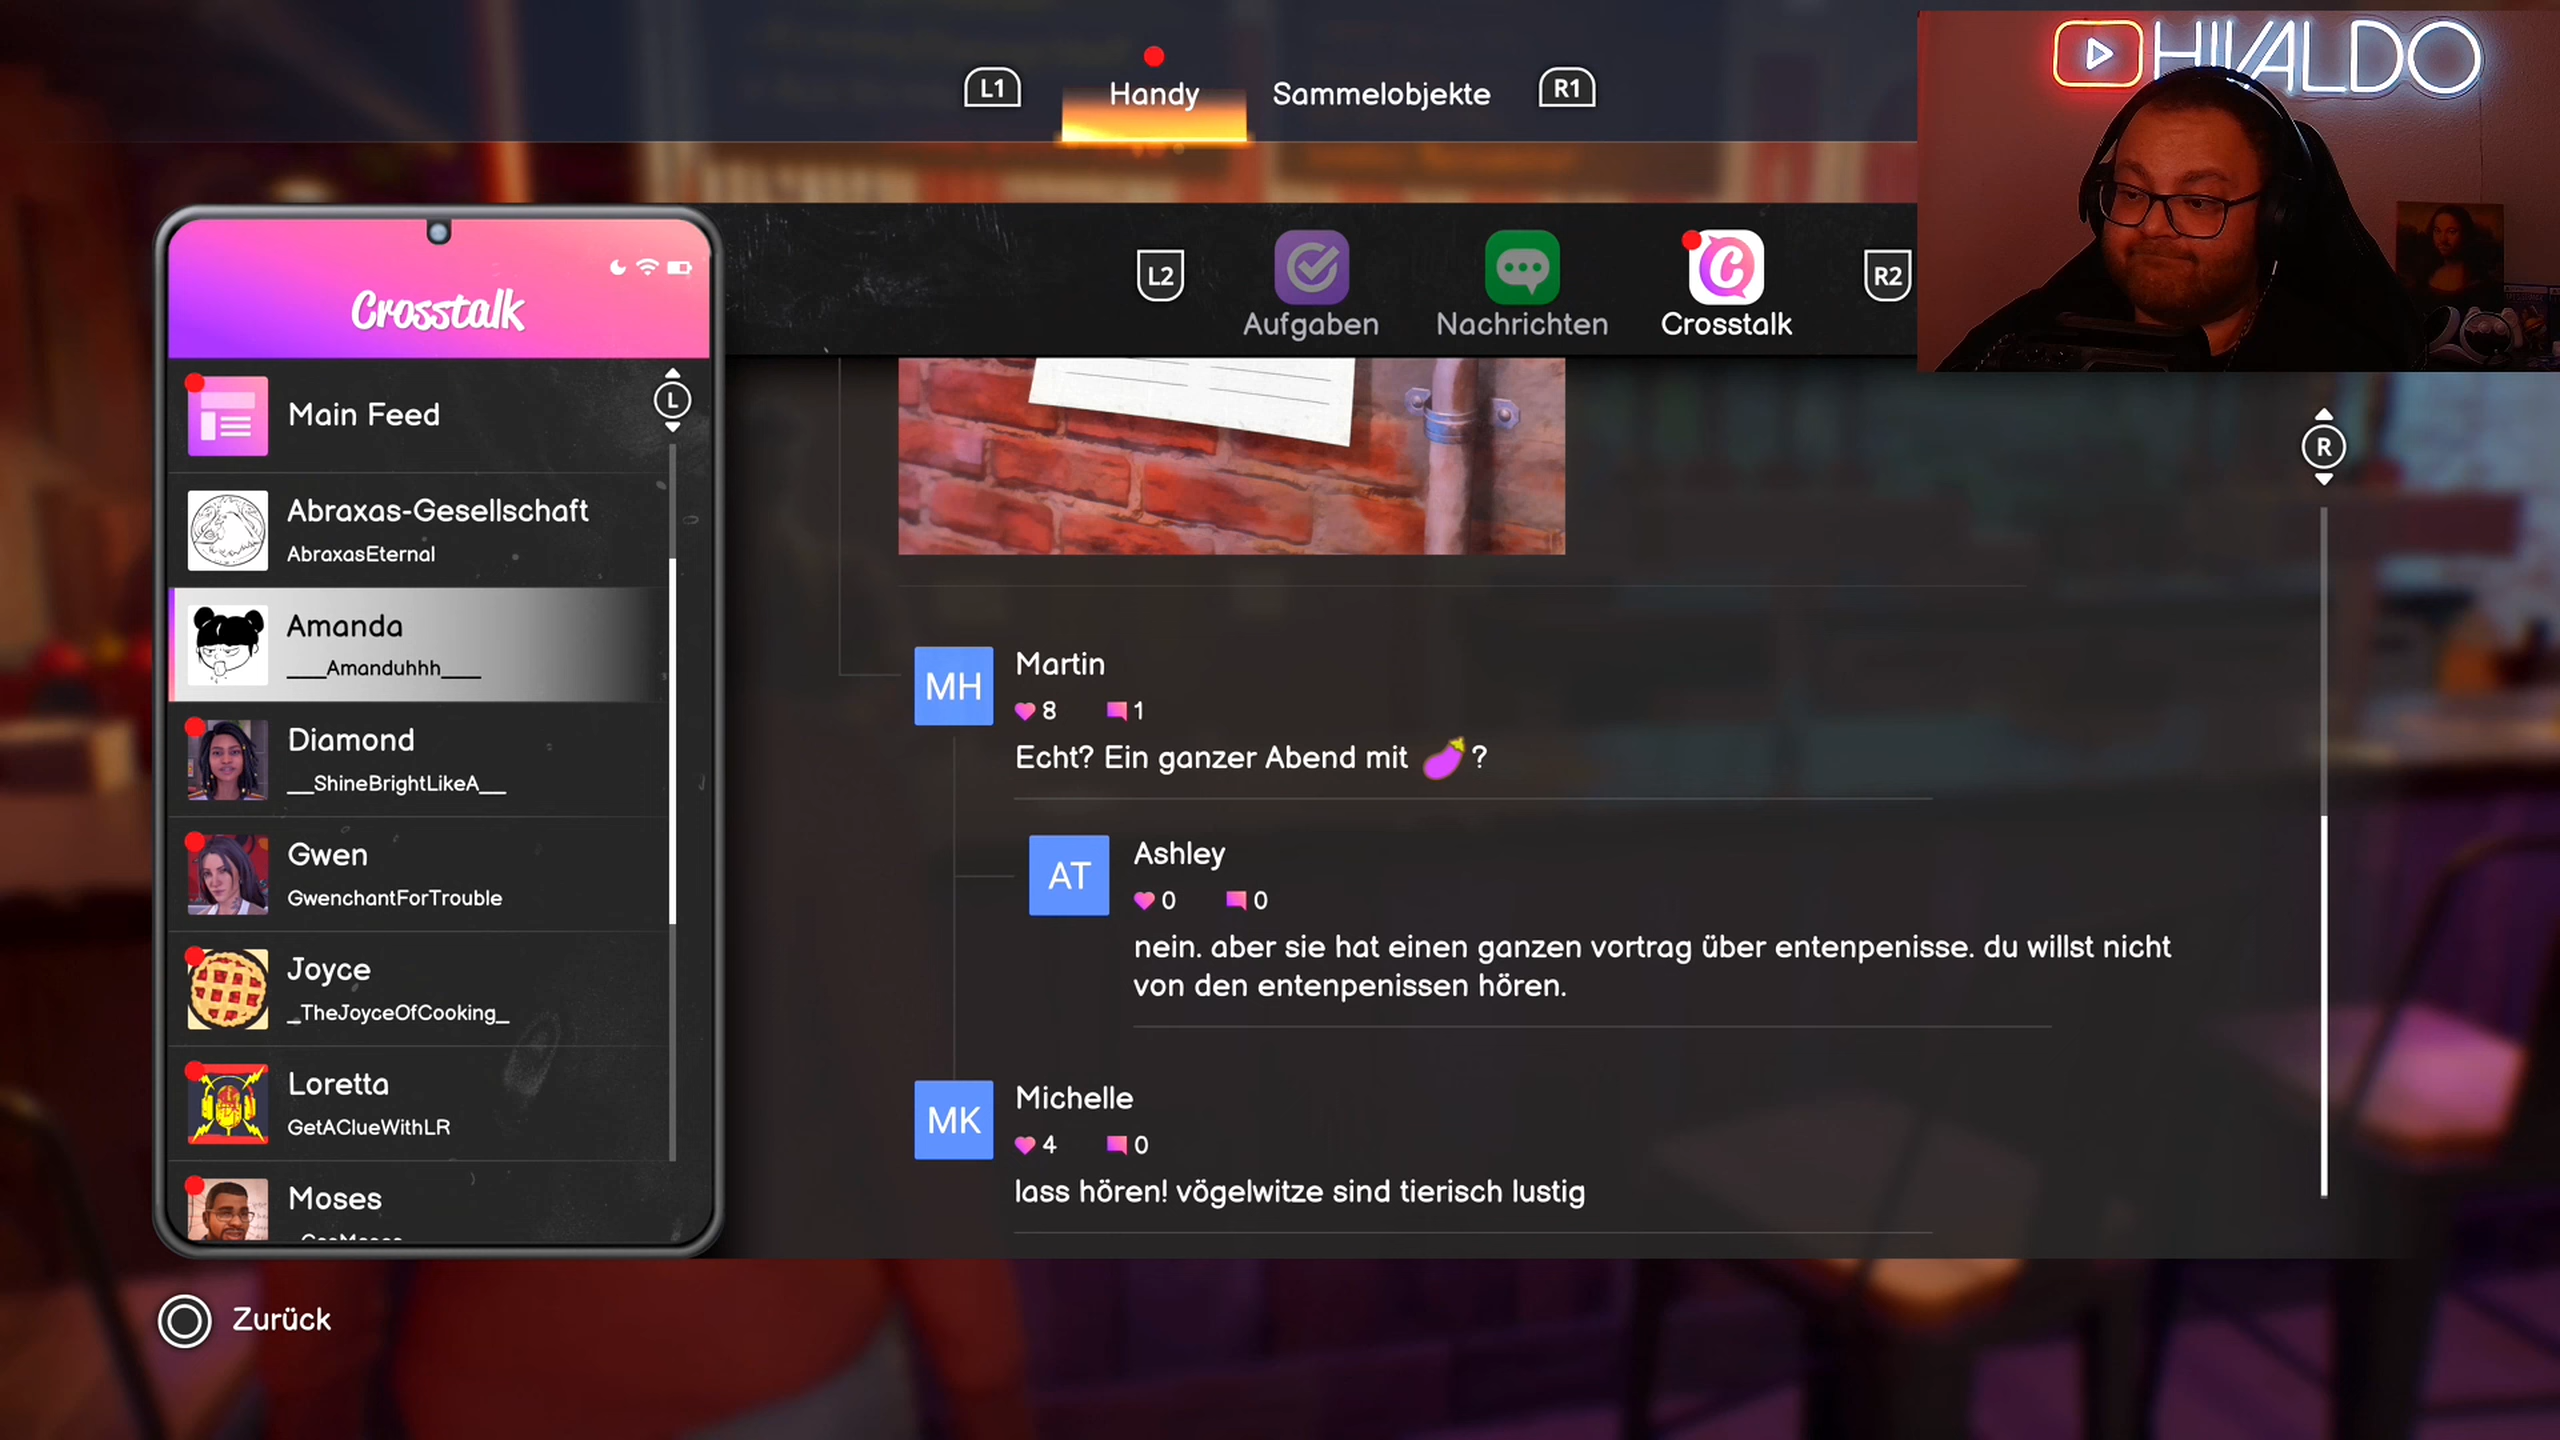 HIVALDO
L1
Handy
Sammelobjekte
R1
Crosstalk
L2
Aufgaben
Nachrichten
Crosstalk
R2
L
Main Feed
Abraxas-Gesellschaft
AbraxasEternal
Amanda
____Amanduhhh____
Diamond
__ShineBrightLikeA__
Gwen
GwenchantForTrouble
Joyce
_TheJoyceOfCooking_
Loretta
GetAClueWithLR
Moses
R
MH
Martin
8 1
Echt? Ein ganzer Abend mit 🍆?
AT
Ashley
0 0
nein. aber sie hat einen ganzen vortrag über entenpenisse. du willst nicht
von den entenpenissen hören.
MK
Michelle
4 0
lass hören! vögelwitze sind tierisch lustig
Zurück